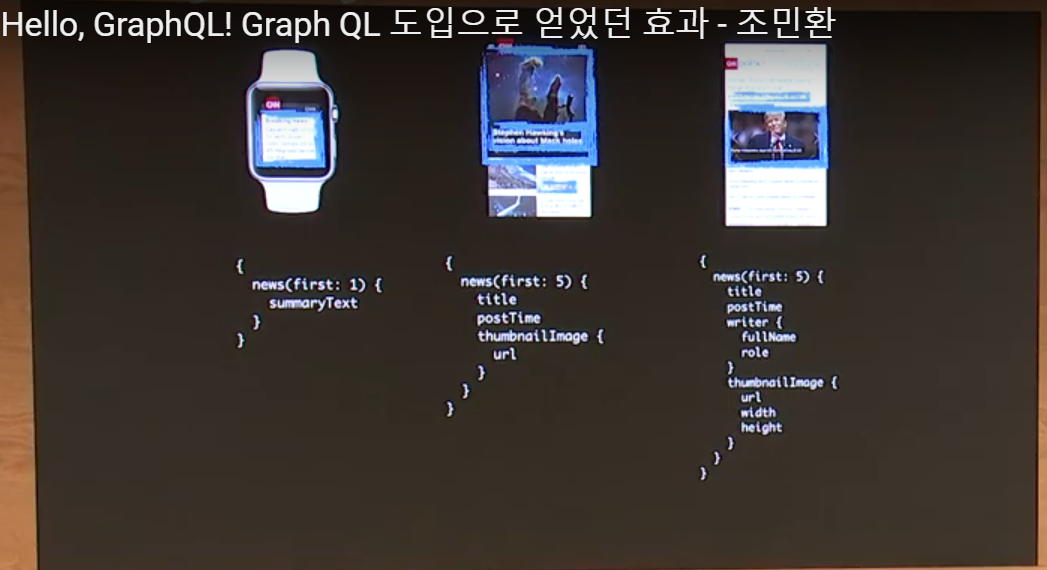 Hello, GraphQL! Graph QL 도입으로 얻었던 효과 - 조민환
CNN
Breaking News
Stephen Hawking's
vision about black holes
{
news(first: 1) {
summaryText
}
}
{
news(first: 5) {
title
postTime
thumbnailImage {
url
}
}
}
{
news(first: 5) {
title
postTime
writer {
fullName
role
}
thumbnailImage {
url
width
height
}
}
}